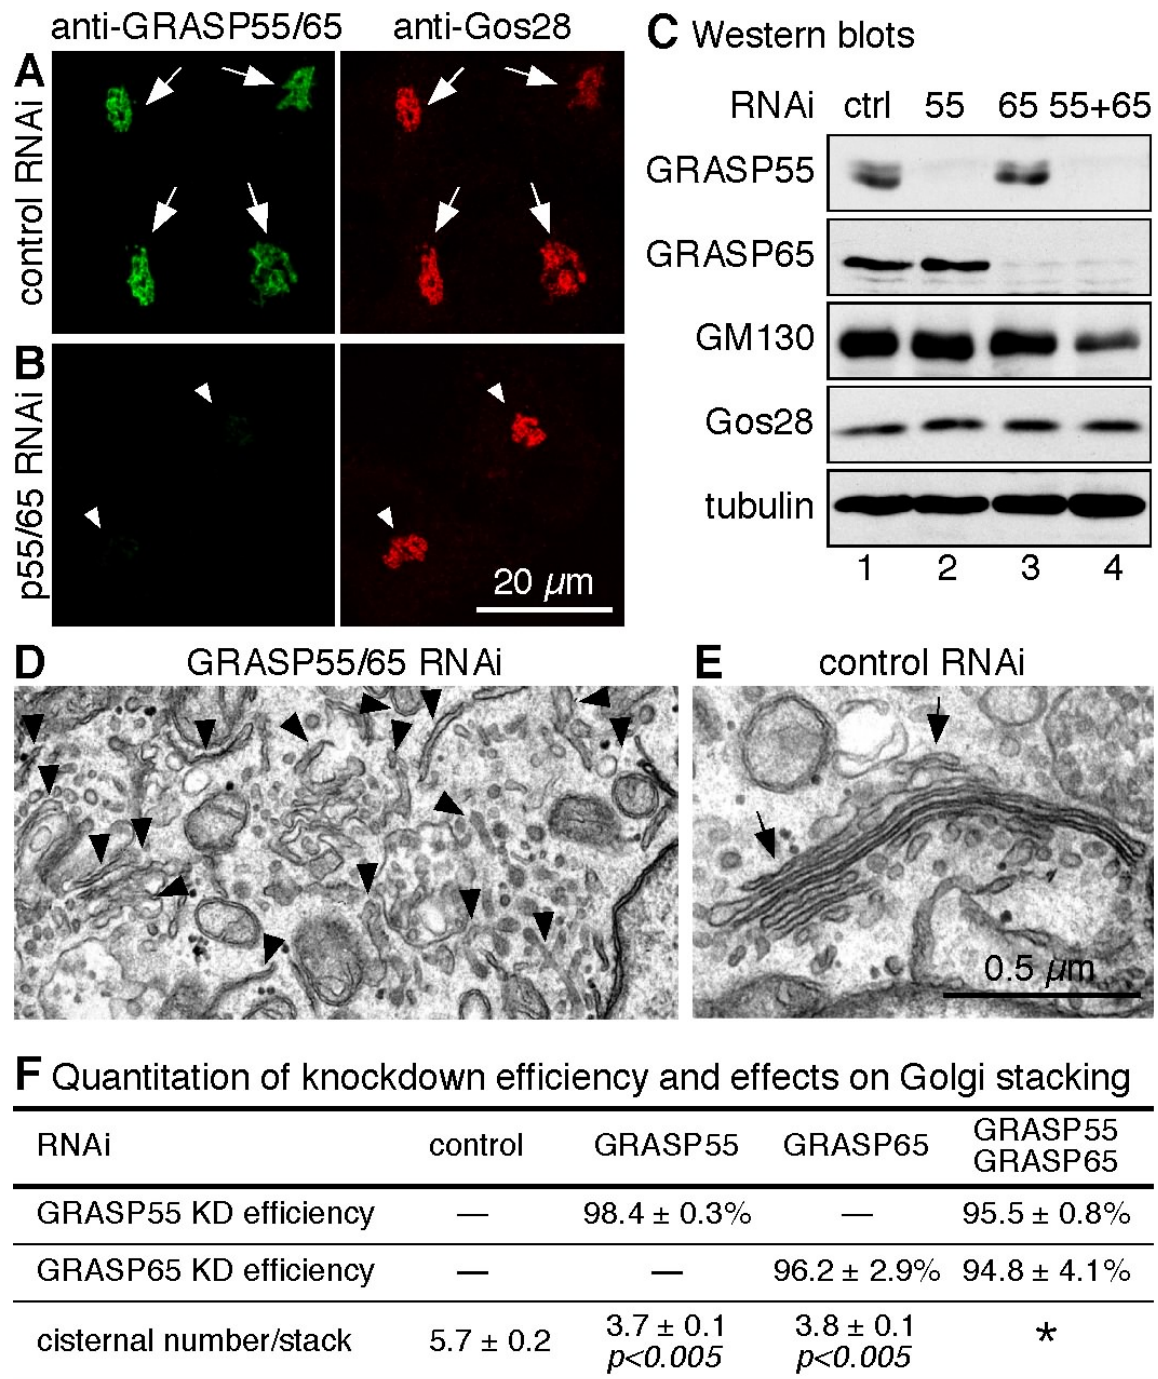 anti-GRASP55/65 anti-Gos28
A
control RNAi
B
p55/65 RNAi
20 µm
C Western blots
RNAi ctrl 55 65 55+65
GRASP55
GRASP65
GM130
Gos28
tubulin
1 2 3 4
D GRASP55/65 RNAi
E control RNAi
0.5 µm
F Quantitation of knockdown efficiency and effects on Golgi stacking
RNAi control GRASP55 GRASP65 GRASP55
GRASP65
GRASP55 KD efficiency — 98.4 ± 0.3% — 95.5 ± 0.8%
GRASP65 KD efficiency — — 96.2 ± 2.9% 94.8 ± 4.1%
cisternal number/stack 5.7 ± 0.2 3.7 ± 0.1 3.8 ± 0.1 *
p<0.005 p<0.005